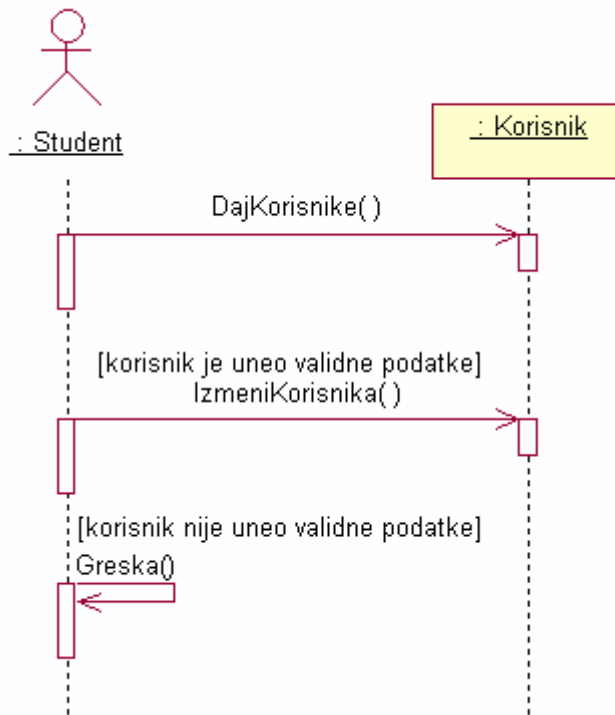 : Student
: Korisnik
DajKorisnike( )
[korisnik je uneo validne podatke]
IzmeniKorisnika( )
[korisnik nije uneo validne podatke]
Greska()